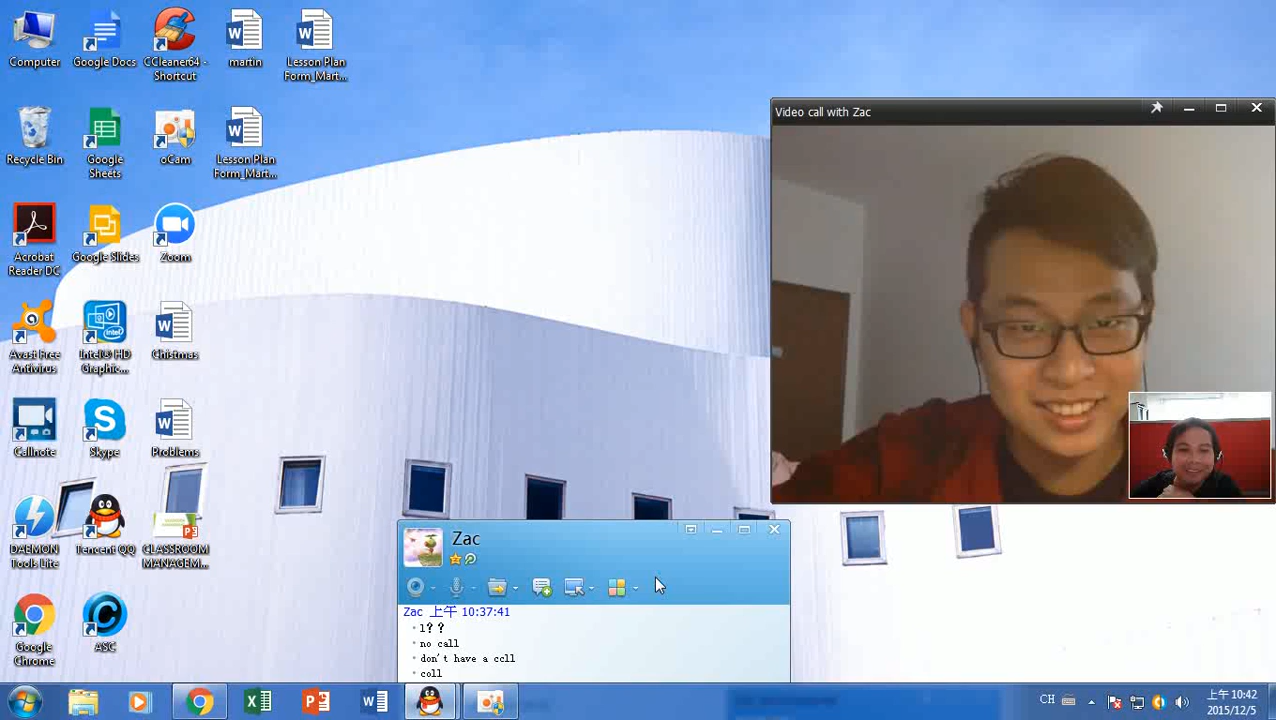 Computer
Google Docs
CCleaner64 -
Shortcut
martin
Lesson Plan
Form_Mart...
Recycle Bin
Google
Sheets
oCam
Lesson Plan
Form_Mart...
Acrobat
Reader DC
Google Slides
Zoom
Avast Free
Antivirus
Intel® HD
Graphic...
Chistmas
Callnote
Skype
Problems
DAEMON
Tools Lite
Tencent QQ
CLASSROOM
MANAGEM...
Google
Chrome
ASC
Video call with Zac
Zac
Zac 上午 10:37:41
1??
no call
don't have a cell
coll
CH
上午 10:42
2015/12/5